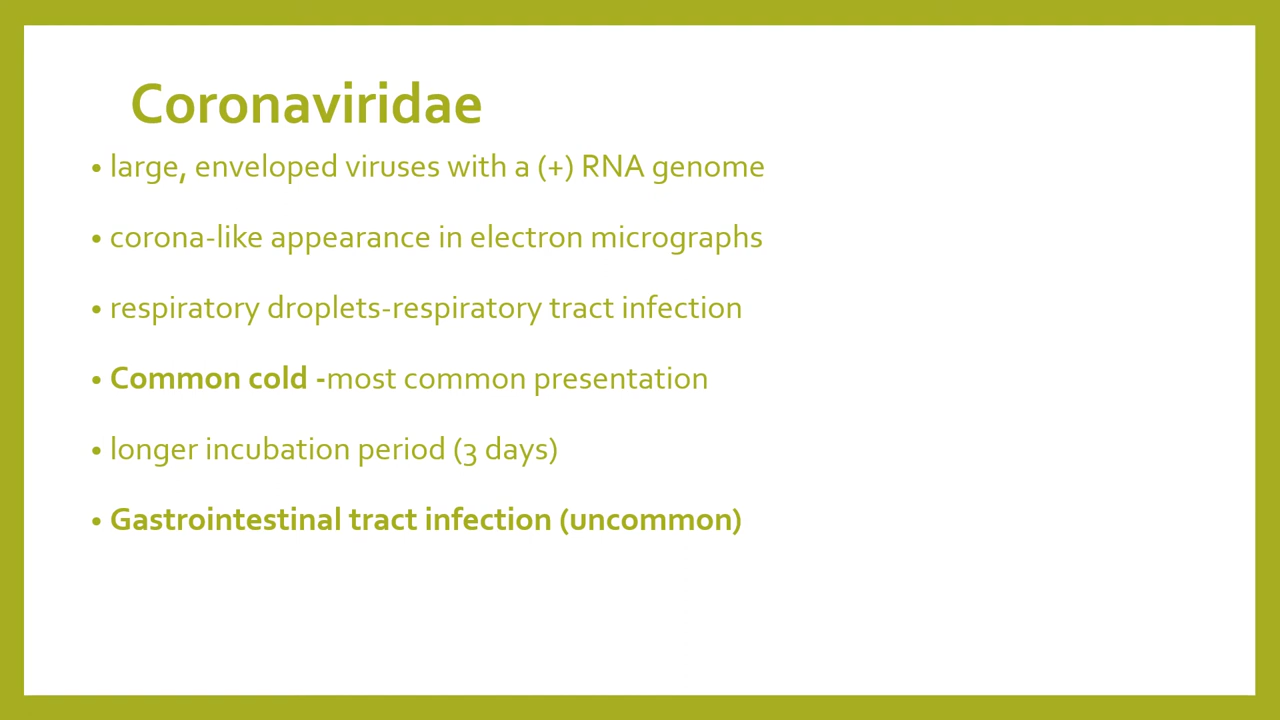 Coronaviridae
• large, enveloped viruses with a (+) RNA genome
• corona-like appearance in electron micrographs
• respiratory droplets-respiratory tract infection
• Common cold -most common presentation
• longer incubation period (3 days)
• Gastrointestinal tract infection (uncommon)